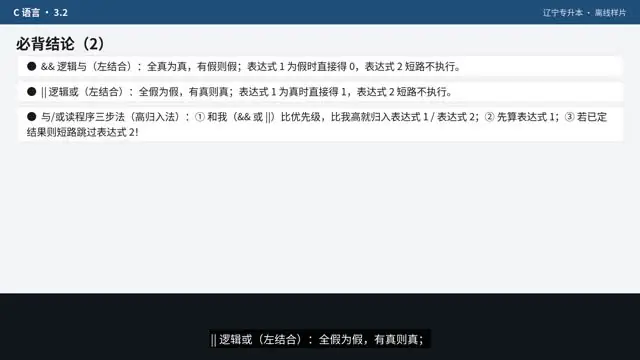 C 语言 • 3.2
辽宁专升本 • 离线样片
必背结论（2）
● && 逻辑与（左结合）：全真为真，有假则假；表达式 1 为假时直接得 0，表达式 2 短路不执行。
● || 逻辑或（左结合）：全假为假，有真则真；表达式 1 为真时直接得 1，表达式 2 短路不执行。
● 与/或读程序三步法（高归入法）：① 和我（&& 或 ||）比优先级，比我高就归入表达式 1 / 表达式 2；② 先算表达式 1；③ 若已定
结果则短路跳过表达式 2！
|| 逻辑或（左结合）：全假为假，有真则真；